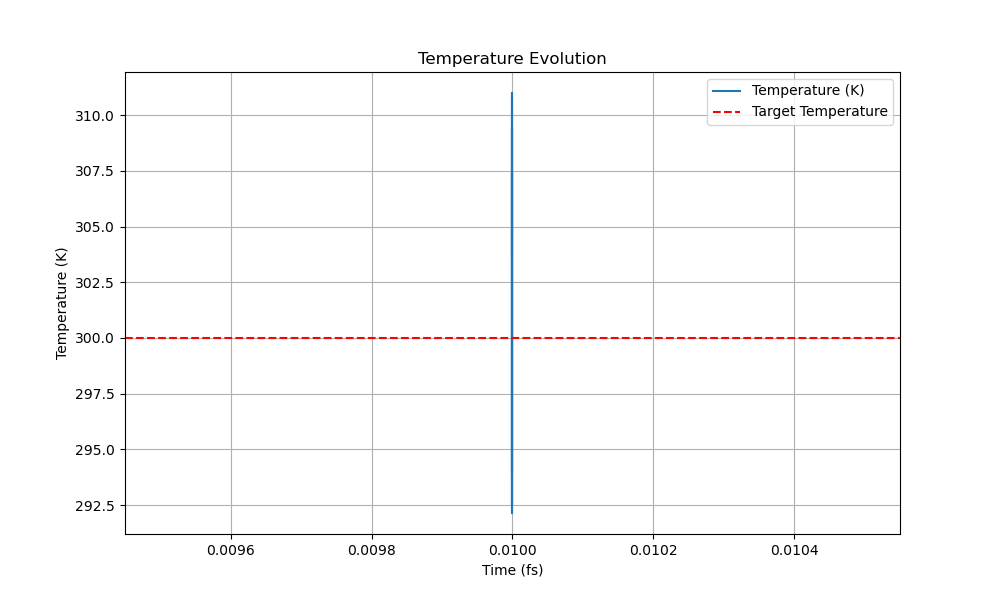 Temperature Evolution
Temperature (K)
Target Temperature
Temperature (K)
310.0
307.5
305.0
302.5
300.0
297.5
295.0
292.5
0.0096
0.0098
0.0100
0.0102
0.0104
Time (fs)